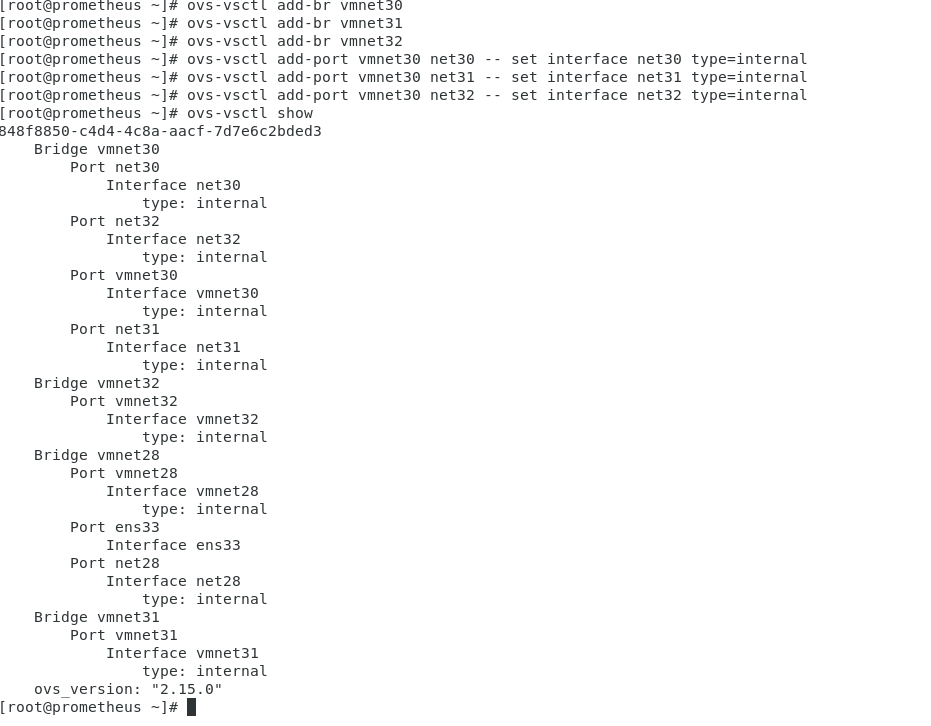 [root@prometheus ~]# ovs-vsctl add-br vmnet30
[root@prometheus ~]# ovs-vsctl add-br vmnet31
[root@prometheus ~]# ovs-vsctl add-br vmnet32
[root@prometheus ~]# ovs-vsctl add-port vmnet30 net30 -- set interface net30 type=internal
[root@prometheus ~]# ovs-vsctl add-port vmnet30 net31 -- set interface net31 type=internal
[root@prometheus ~]# ovs-vsctl add-port vmnet30 net32 -- set interface net32 type=internal
[root@prometheus ~]# ovs-vsctl show
848f8850-c4d4-4c8a-aacf-7d7e6c2bded3
    Bridge vmnet30
        Port net30
            Interface net30
                type: internal
        Port net32
            Interface net32
                type: internal
        Port vmnet30
            Interface vmnet30
                type: internal
        Port net31
            Interface net31
                type: internal
    Bridge vmnet32
        Port vmnet32
            Interface vmnet32
                type: internal
    Bridge vmnet28
        Port vmnet28
            Interface vmnet28
                type: internal
        Port ens33
            Interface ens33
        Port net28
            Interface net28
                type: internal
    Bridge vmnet31
        Port vmnet31
            Interface vmnet31
                type: internal
    ovs_version: "2.15.0"
[root@prometheus ~]#